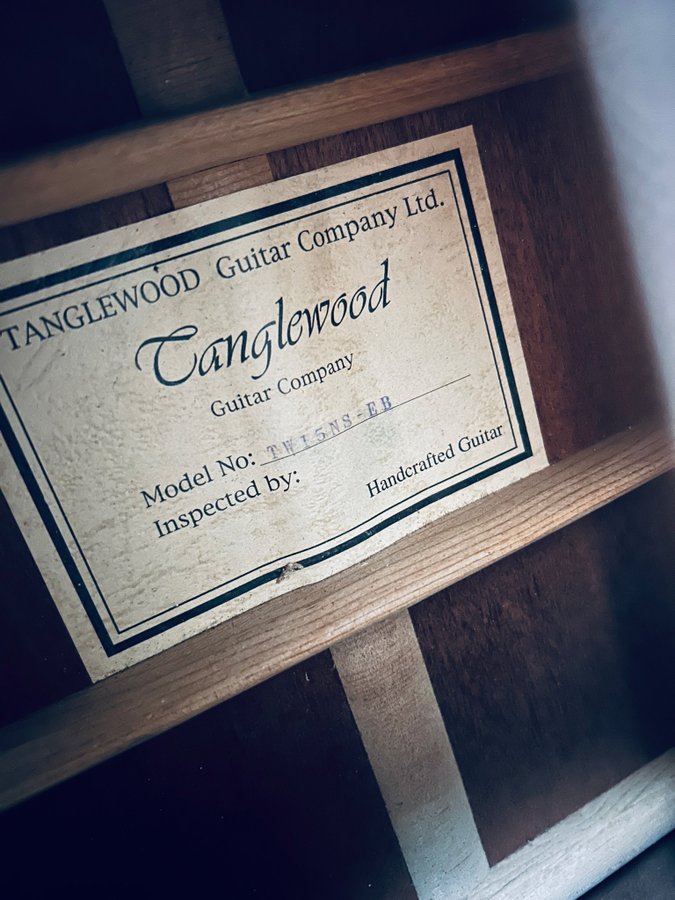 TANGLEWOOD Guitar Company Ltd.
Tanglewood
Guitar Company
Model No: TW15NS-EB
Inspected by:
Handcrafted Guitar